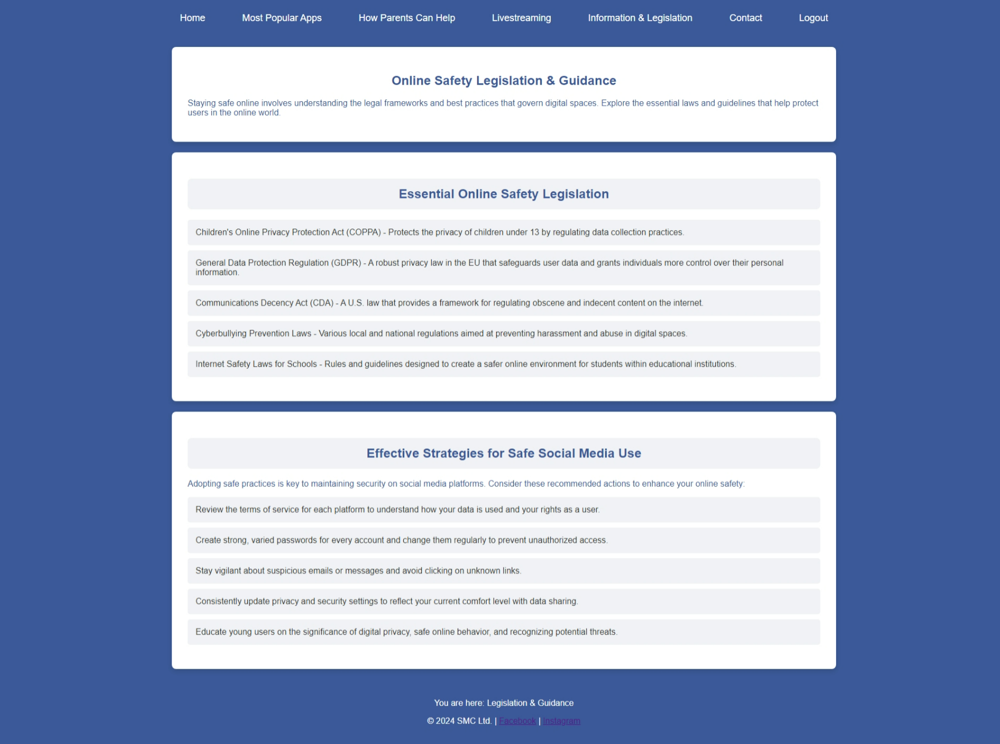 Home Most Popular Apps How Parents Can Help Livestreaming Information & Legislation Contact Logout
Online Safety Legislation & Guidance
Staying safe online involves understanding the legal frameworks and best practices that govern digital spaces. Explore the essential laws and guidelines that help protect
users in the online world.
Essential Online Safety Legislation
Children's Online Privacy Protection Act (COPPA) - Protects the privacy of children under 13 by regulating data collection practices.
General Data Protection Regulation (GDPR) - A robust privacy law in the EU that safeguards user data and grants individuals more control over their personal
information.
Communications Decency Act (CDA) - A U.S. law that provides a framework for regulating obscene and indecent content on the internet.
Cyberbullying Prevention Laws - Various local and national regulations aimed at preventing harassment and abuse in digital spaces.
Internet Safety Laws for Schools - Rules and guidelines designed to create a safer online environment for students within educational institutions.
Effective Strategies for Safe Social Media Use
Adopting safe practices is key to maintaining security on social media platforms. Consider these recommended actions to enhance your online safety:
Review the terms of service for each platform to understand how your data is used and your rights as a user.
Create strong, varied passwords for every account and change them regularly to prevent unauthorized access.
Stay vigilant about suspicious emails or messages and avoid clicking on unknown links.
Consistently update privacy and security settings to reflect your current comfort level with data sharing.
Educate young users on the significance of digital privacy, safe online behavior, and recognizing potential threats.
You are here: Legislation & Guidance
© 2024 SMC Ltd. | Facebook | Instagram